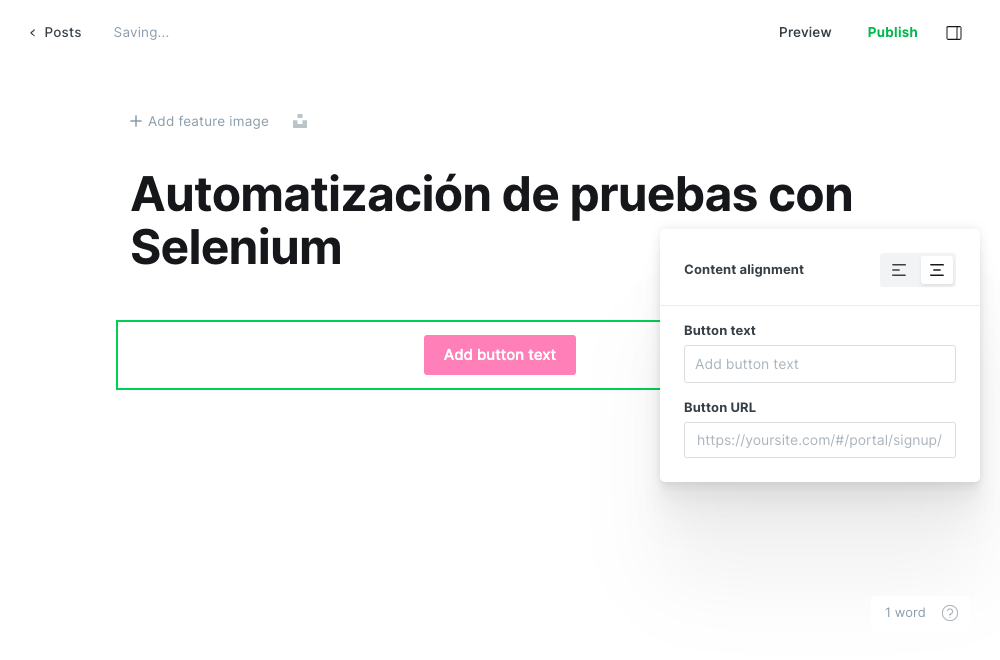 Posts
Saving...
Preview
Publish
Add feature image
Automatización de pruebas con
Selenium
Add button text
Content alignment
Button text
Add button text
Button URL
https://yoursite.com/#/portal/signup/
1 word
?